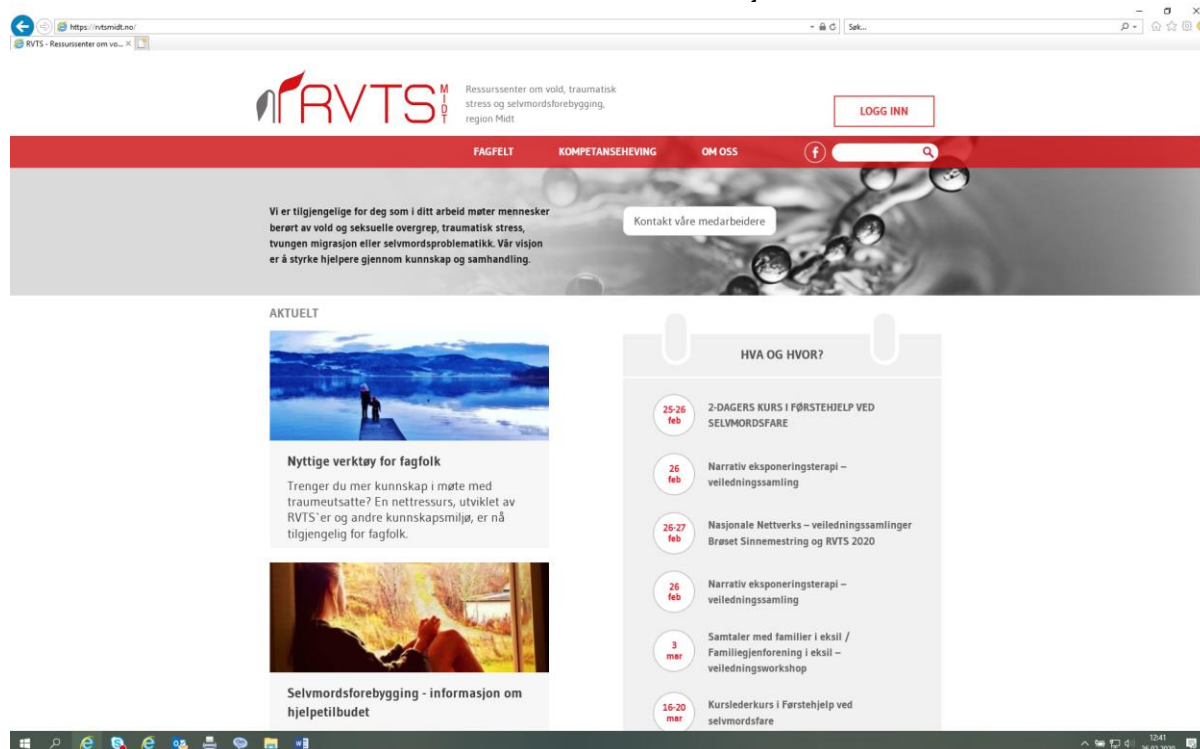 https://rvtsmidt.no/
Søk...
RVTS - Ressurssenter om vo...
RVTS MIDT
Ressurssenter om vold, traumatisk
stress og selvmordsforebygging,
region Midt
LOGG INN
FAGFELT KOMPETANSEHEVING OM OSS
Vi er tilgjengelige for deg som i ditt arbeid møter mennesker
berørt av vold og seksuelle overgrep, traumatisk stress,
tvungen migrasjon eller selvmordsproblematikk. Vår visjon
er å styrke hjelpere gjennom kunnskap og samhandling.
Kontakt våre medarbeidere
AKTUELT
Nyttige verktøy for fagfolk
Trenger du mer kunnskap i møte med
traumeutsatte? En nettressurs, utviklet av
RVTS`er og andre kunnskapsmiljø, er nå
tilgjengelig for fagfolk.
Selvmordsforebygging - informasjon om
hjelpetilbudet
HVA OG HVOR?
25-26
feb
2-DAGERS KURS I FØRSTEHJELP VED
SELVMORDSFARE
26
feb
Narrativ eksponeringsterapi –
veiledningssamling
26-27
feb
Nasjonale Nettverks – veiledningssamlinger
Brøset Sinnemestring og RVTS 2020
26
feb
Narrativ eksponeringsterapi –
veiledningssamling
3
mar
Samtaler med familier i eksil /
Familiegjenforening i eksil –
veiledningsworkshop
16-20
mar
Kurslederkurs i Førstehjelp ved
selvmordsfare
12:41